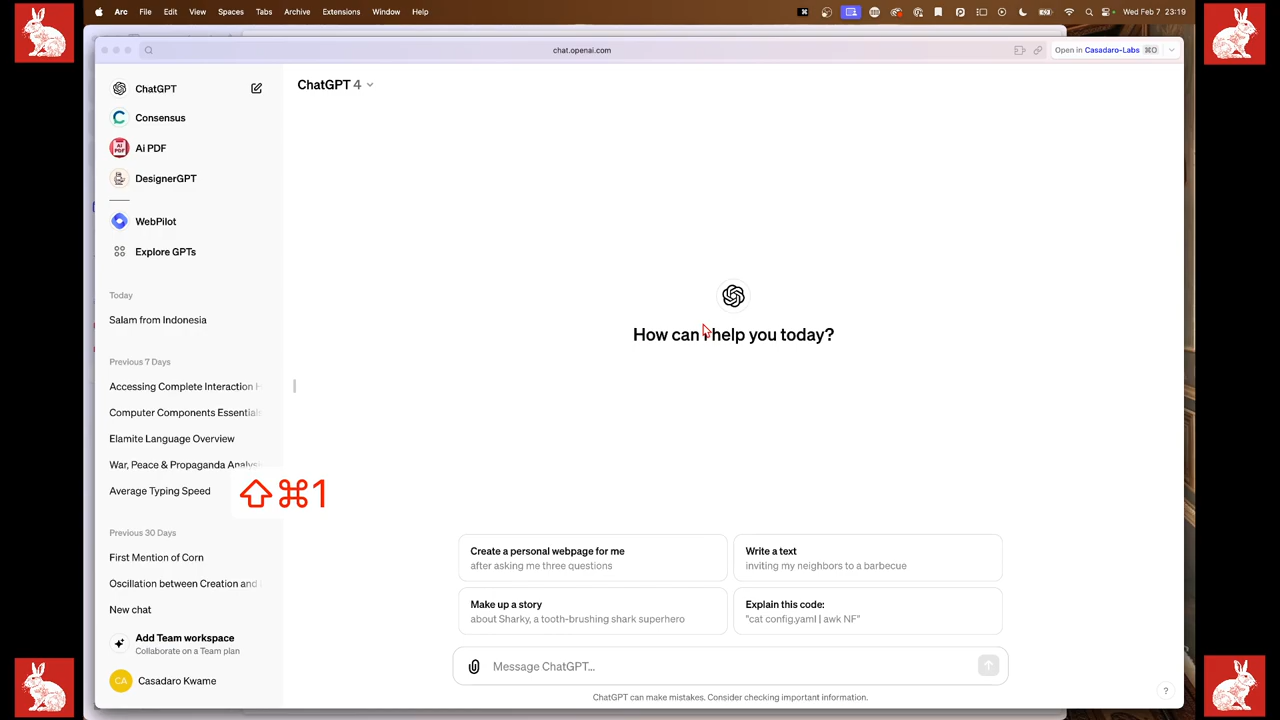 Arc File Edit View Spaces Tabs Archive Extensions Window Help
Wed Feb 7 23:19
chat.openai.com
Open in Casadaro-Labs ⌘O
ChatGPT
Consensus
Ai PDF
DesignerGPT
WebPilot
Explore GPTs
Today
Salam from Indonesia
Previous 7 Days
Accessing Complete Interaction H
Computer Components Essentials
Elamite Language Overview
War, Peace & Propaganda Analysi
Average Typing Speed
⇧⌘1
Previous 30 Days
First Mention of Corn
Oscillation between Creation and
New chat
Add Team workspace
Collaborate on a Team plan
CA Casadaro Kwame
ChatGPT 4
How can I help you today?
Create a personal webpage for me
after asking me three questions
Write a text
inviting my neighbors to a barbecue
Make up a story
about Sharky, a tooth-brushing shark superhero
Explain this code:
"cat config.yaml | awk NF"
Message ChatGPT...
ChatGPT can make mistakes. Consider checking important information.
?